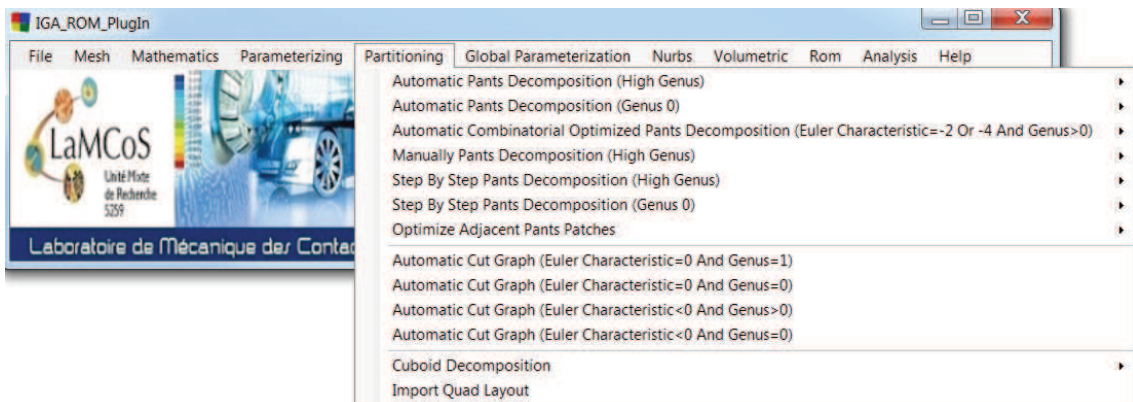 IGA_ROM_PlugIn
File Mesh Mathematics Parameterizing Partitioning Global Parameterization Nurbs Volumetric Rom Analysis Help
LaMCoS
Unité Mixte
de Recherche
5259
Laboratoire de Mécanique des Contac
Automatic Pants Decomposition (High Genus)
Automatic Pants Decomposition (Genus 0)
Automatic Combinatorial Optimized Pants Decomposition (Euler Characteristic=-2 Or -4 And Genus>0)
Manually Pants Decomposition (High Genus)
Step By Step Pants Decomposition (High Genus)
Step By Step Pants Decomposition (Genus 0)
Optimize Adjacent Pants Patches
Automatic Cut Graph (Euler Characteristic=0 And Genus=1)
Automatic Cut Graph (Euler Characteristic=0 And Genus=0)
Automatic Cut Graph (Euler Characteristic<0 And Genus>0)
Automatic Cut Graph (Euler Characteristic<0 And Genus=0)
Cuboid Decomposition
Import Quad Layout